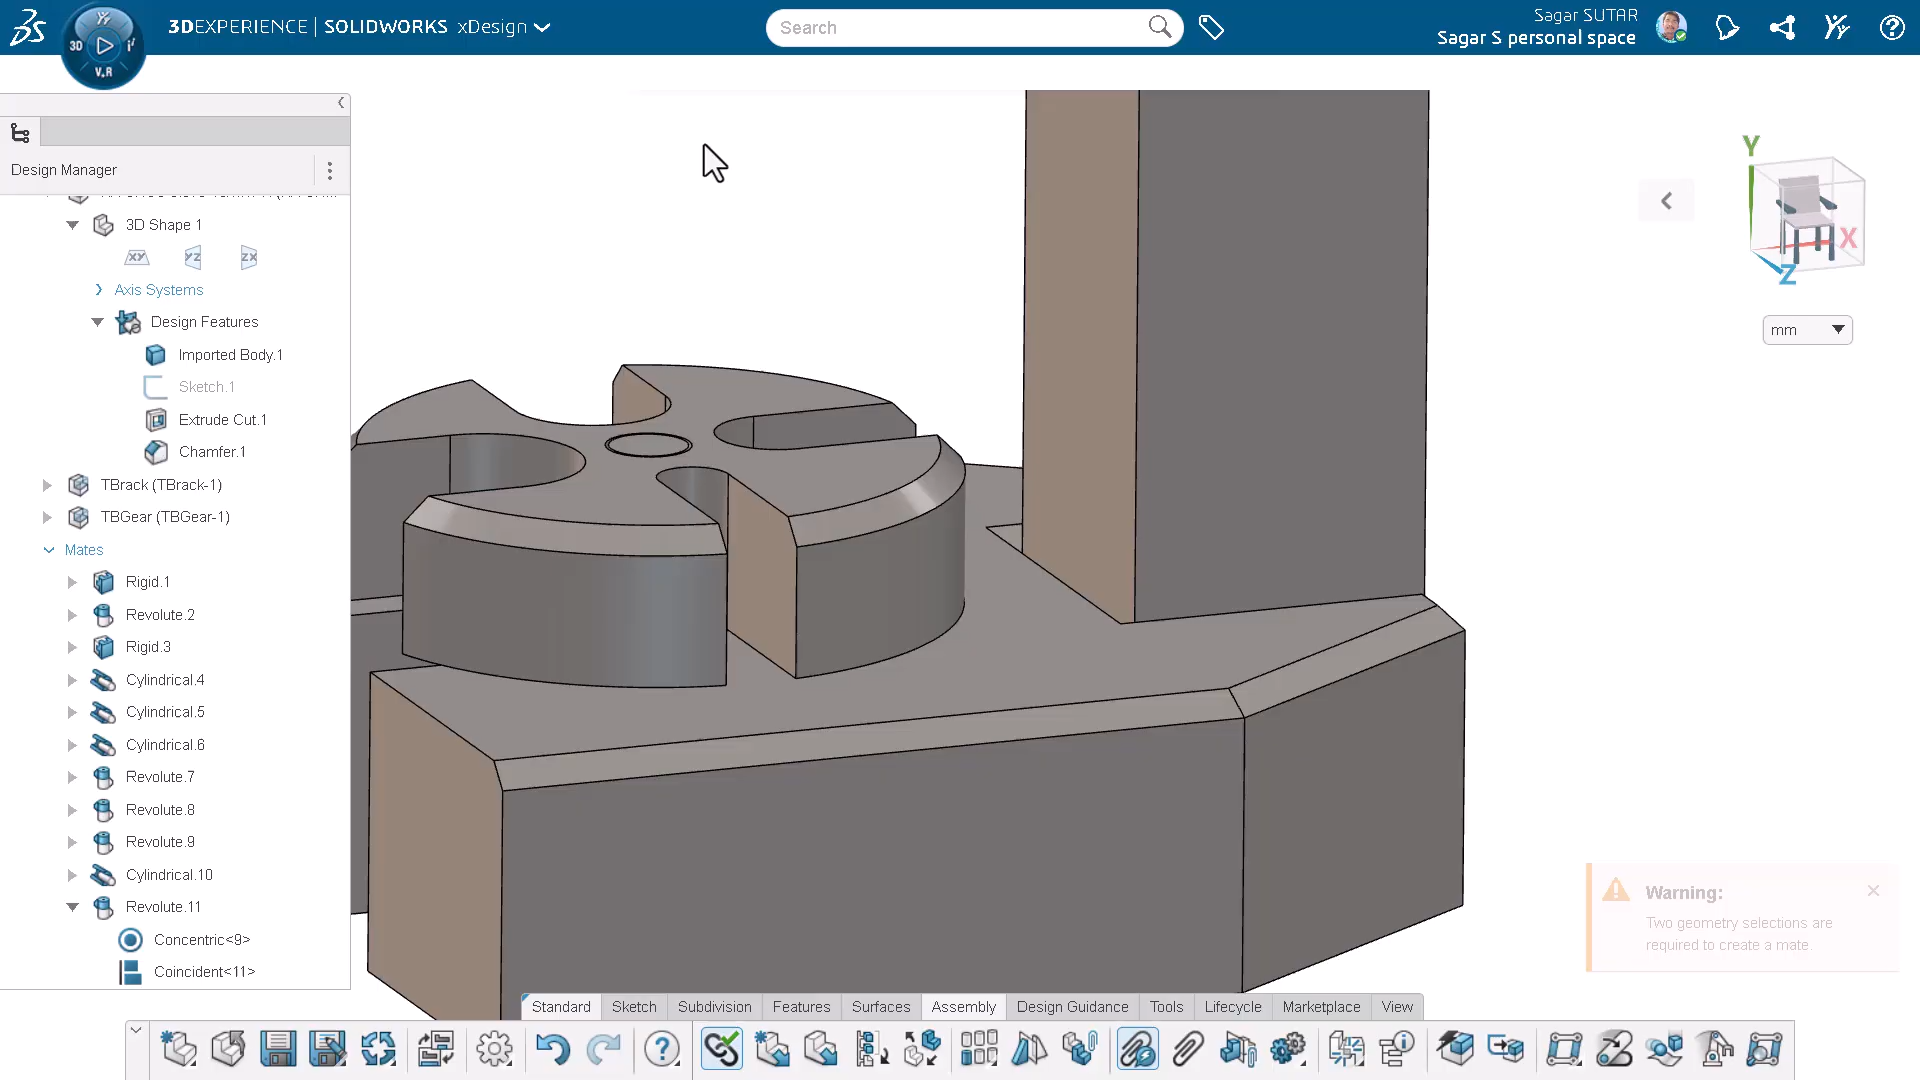 3DEXPERIENCE | SOLIDWORKS xDesign
Search
Sagar SUTAR
Sagar S personal space
3D
V.R
Design Manager
3D Shape 1
XY
YZ
ZX
Axis Systems
Design Features
Imported Body.1
Sketch.1
Extrude Cut.1
Chamfer.1
TBrack (TBrack-1)
TBGear (TBGear-1)
Mates
Rigid.1
Revolute.2
Rigid.3
Cylindrical.4
Cylindrical.5
Cylindrical.6
Revolute.7
Revolute.8
Revolute.9
Cylindrical.10
Revolute.11
Concentric<9>
Coincident<11>
Y
X
Z
mm
Warning:
Two geometry selections are
required to create a mate.
Standard Sketch Subdivision Features Surfaces Assembly Design Guidance Tools Lifecycle Marketplace View